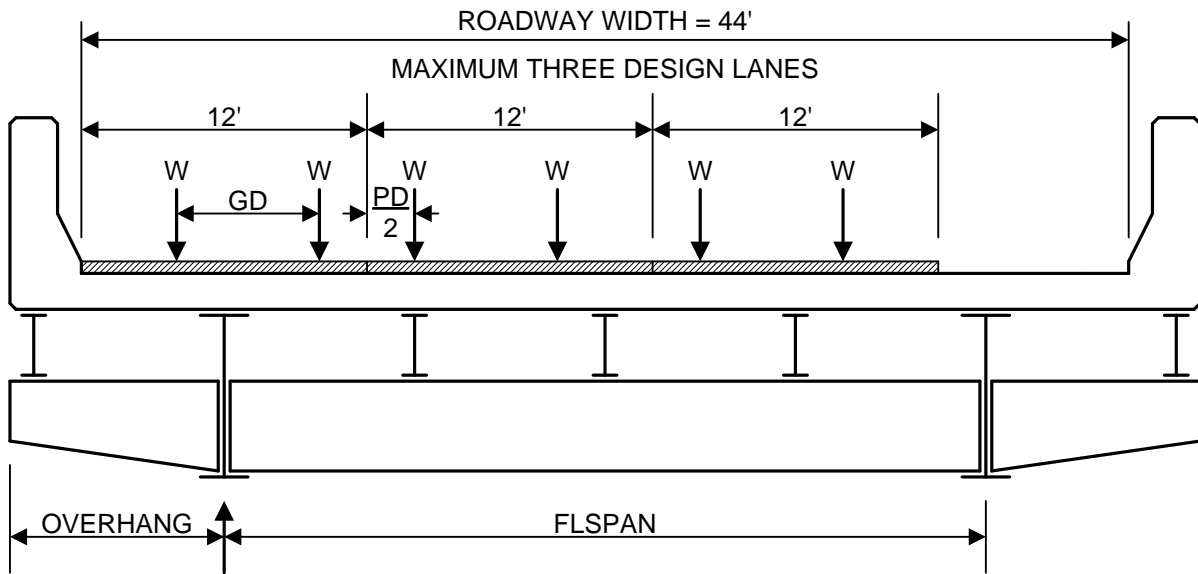 ROADWAY WIDTH = 44'
MAXIMUM THREE DESIGN LANES
12' 12' 12'
W W W W W W
GD PD
2
OVERHANG FLSPAN